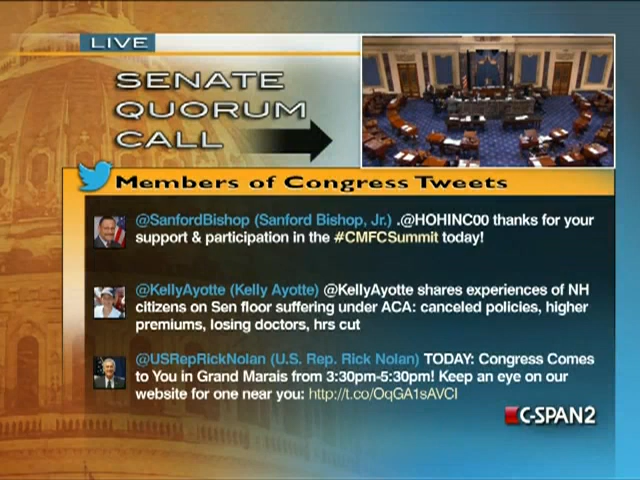 LIVE
SENATE
QUORUM
CALL
Members of Congress Tweets
@SanfordBishop (Sanford Bishop, Jr.) .@HOHINC00 thanks for your
support & participation in the #CMFCSummit today!
@KellyAyotte (Kelly Ayotte) @KellyAyotte shares experiences of NH
citizens on Sen floor suffering under ACA: canceled policies, higher
premiums, losing doctors, hrs cut
@USRepRickNolan (U.S. Rep. Rick Nolan) TODAY: Congress Comes
to You in Grand Marais from 3:30pm-5:30pm! Keep an eye on our
website for one near you: http://t.co/OqGA1sAVCI
C-SPAN2